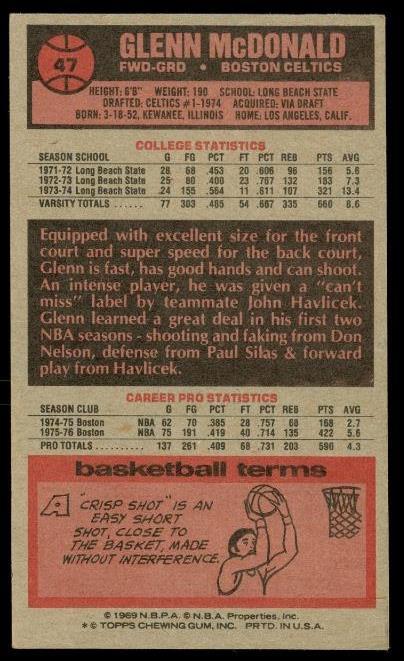 47
GLENN McDONALD
FWD-GRD • BOSTON CELTICS
HEIGHT: 6'6" WEIGHT: 190 SCHOOL: LONG BEACH STATE
DRAFTED: CELTICS #1-1974 ACQUIRED: VIA DRAFT
BORN: 3-18-52, KEWANEE, ILLINOIS HOME: LOS ANGELES, CALIF.
COLLEGE STATISTICS
SEASON SCHOOL G FG PCT FT PCT REB PTS AVG
1971-72 Long Beach State 28 68 .453 20 .606 96 156 5.6
1972-73 Long Beach State 25 80 .400 23 .767 132 183 7.3
1973-74 Long Beach State 24 155 .564 11 .611 107 321 13.4
VARSITY TOTALS ...... 77 303 .485 54 .667 335 660 8.6
Equipped with excellent size for the front
court and super speed for the back court,
Glenn is fast, has good hands and can shoot.
An intense player, he was given a "can't
miss" label by teammate John Havlicek.
Glenn learned a great deal in his first two
NBA seasons - shooting and faking from Don
Nelson, defense from Paul Silas & forward
play from Havlicek.
CAREER PRO STATISTICS
SEASON CLUB G FG PCT FT PCT REB PTS AVG
1974-75 Boston NBA 62 70 .385 28 .757 68 168 2.7
1975-76 Boston NBA 75 191 .419 40 .714 135 422 5.6
PRO TOTALS .......... 137 261 .409 68 .731 203 590 4.3
basketball terms
A "CRISP SHOT" IS AN
EASY SHORT
SHOT, CLOSE TO
THE BASKET, MADE
WITHOUT INTERFERENCE.
© 1969 N.B.P.A. © N.B.A. Properties, Inc.
* © TOPPS CHEWING GUM, INC. PRTD. IN U.S.A.